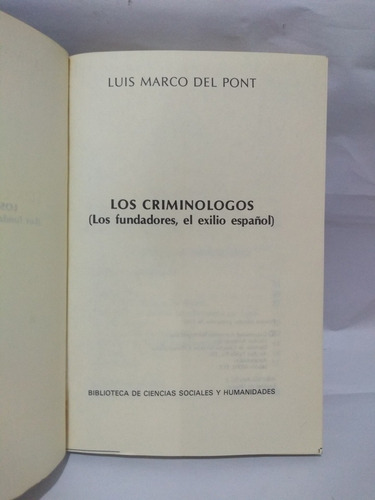 LUIS MARCO DEL PONT
LOS CRIMINOLOGOS
(Los fundadores, el exilio español)
BIBLIOTECA DE CIENCIAS SOCIALES Y HUMANIDADES